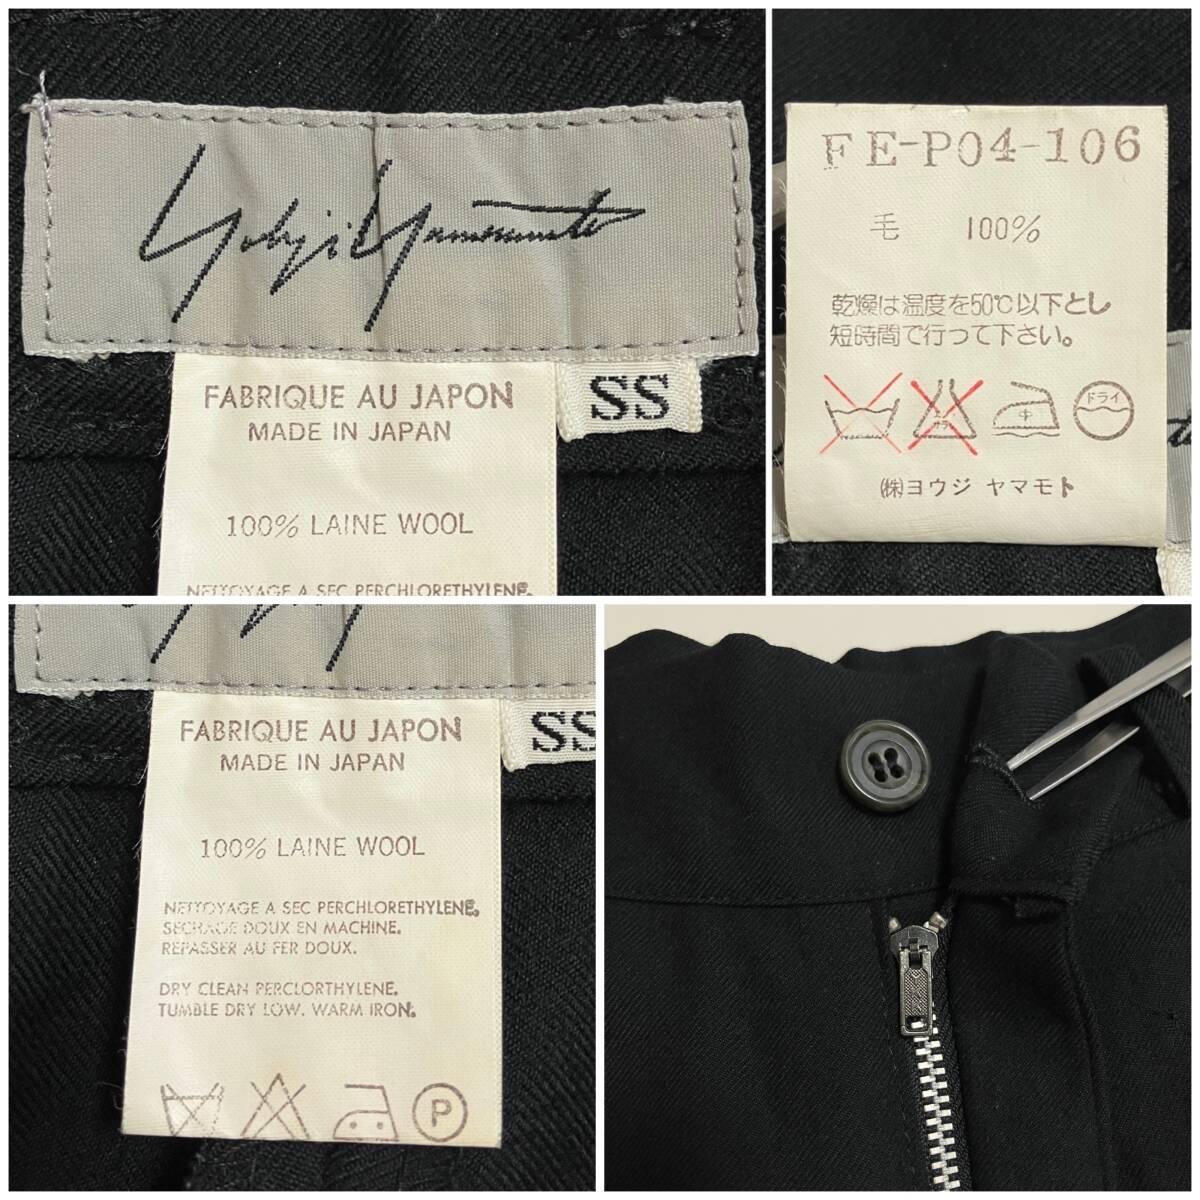 Yohji Yamamoto
FABRIQUE AU JAPON
MADE IN JAPAN
SS
100% LAINE WOOL
NETTOYAGE A SEC PERCHLORETHYLENE.
FE-P04-106
毛 100%
乾燥は温度を50℃以下とし
短時間で行って下さい。
中
ドライ
㈱ヨウジ ヤマモト
FABRIQUE AU JAPON
MADE IN JAPAN
SS
100% LAINE WOOL
NETTOYAGE A SEC PERCHLORETHYLENE.
SECHAGE DOUX EN MACHINE.
REPASSER AU FER DOUX.
DRY CLEAN PERCLORTHYLENE.
TUMBLE DRY LOW. WARM IRON.
P